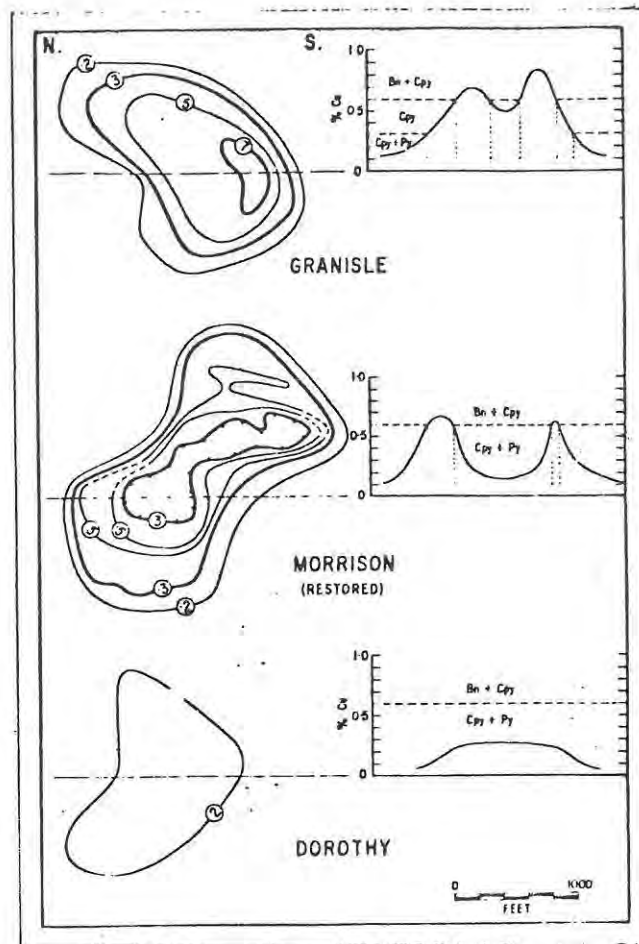 N. S.
2
3
5
7
1.0
0.5
0
% Cu
Bn + Cpy
Cpy
Cpy + Py
GRANISLE
1.0
0.5
0
Bn + Cpy
Cpy + Py
5
5
3
3
2
MORRISON
(RESTORED)
1.0
0.5
0
% Cu
Bn + Cpy
Cpy + Py
2
DOROTHY
0 1000
FEET